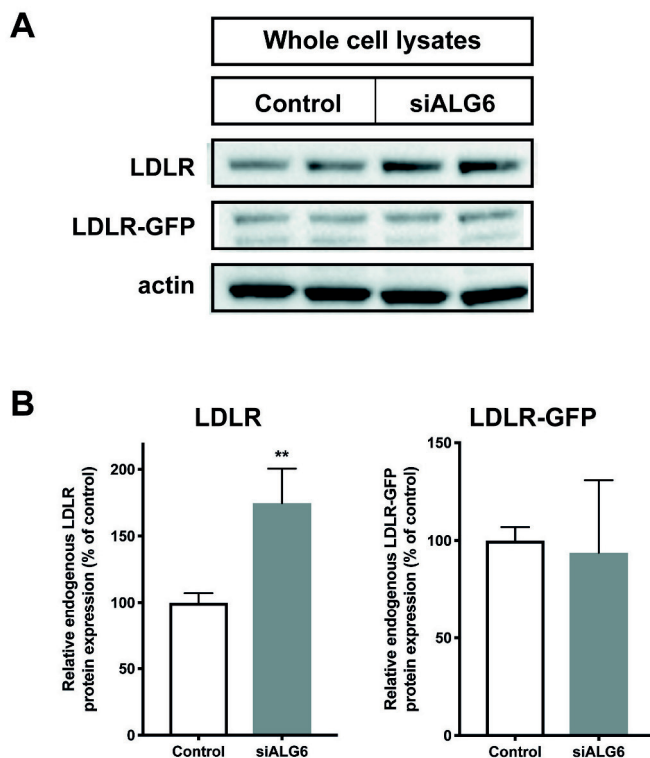 A
Whole cell lysates
Control siALG6
LDLR
LDLR-GFP
actin
B
LDLR
Relative endogenous LDLR
protein expression (% of control)
200
**
150
100
50
0
Control siALG6
LDLR-GFP
Relative endogenous LDLR-GFP
protein expression (% of control)
150
100
50
0
Control siALG6